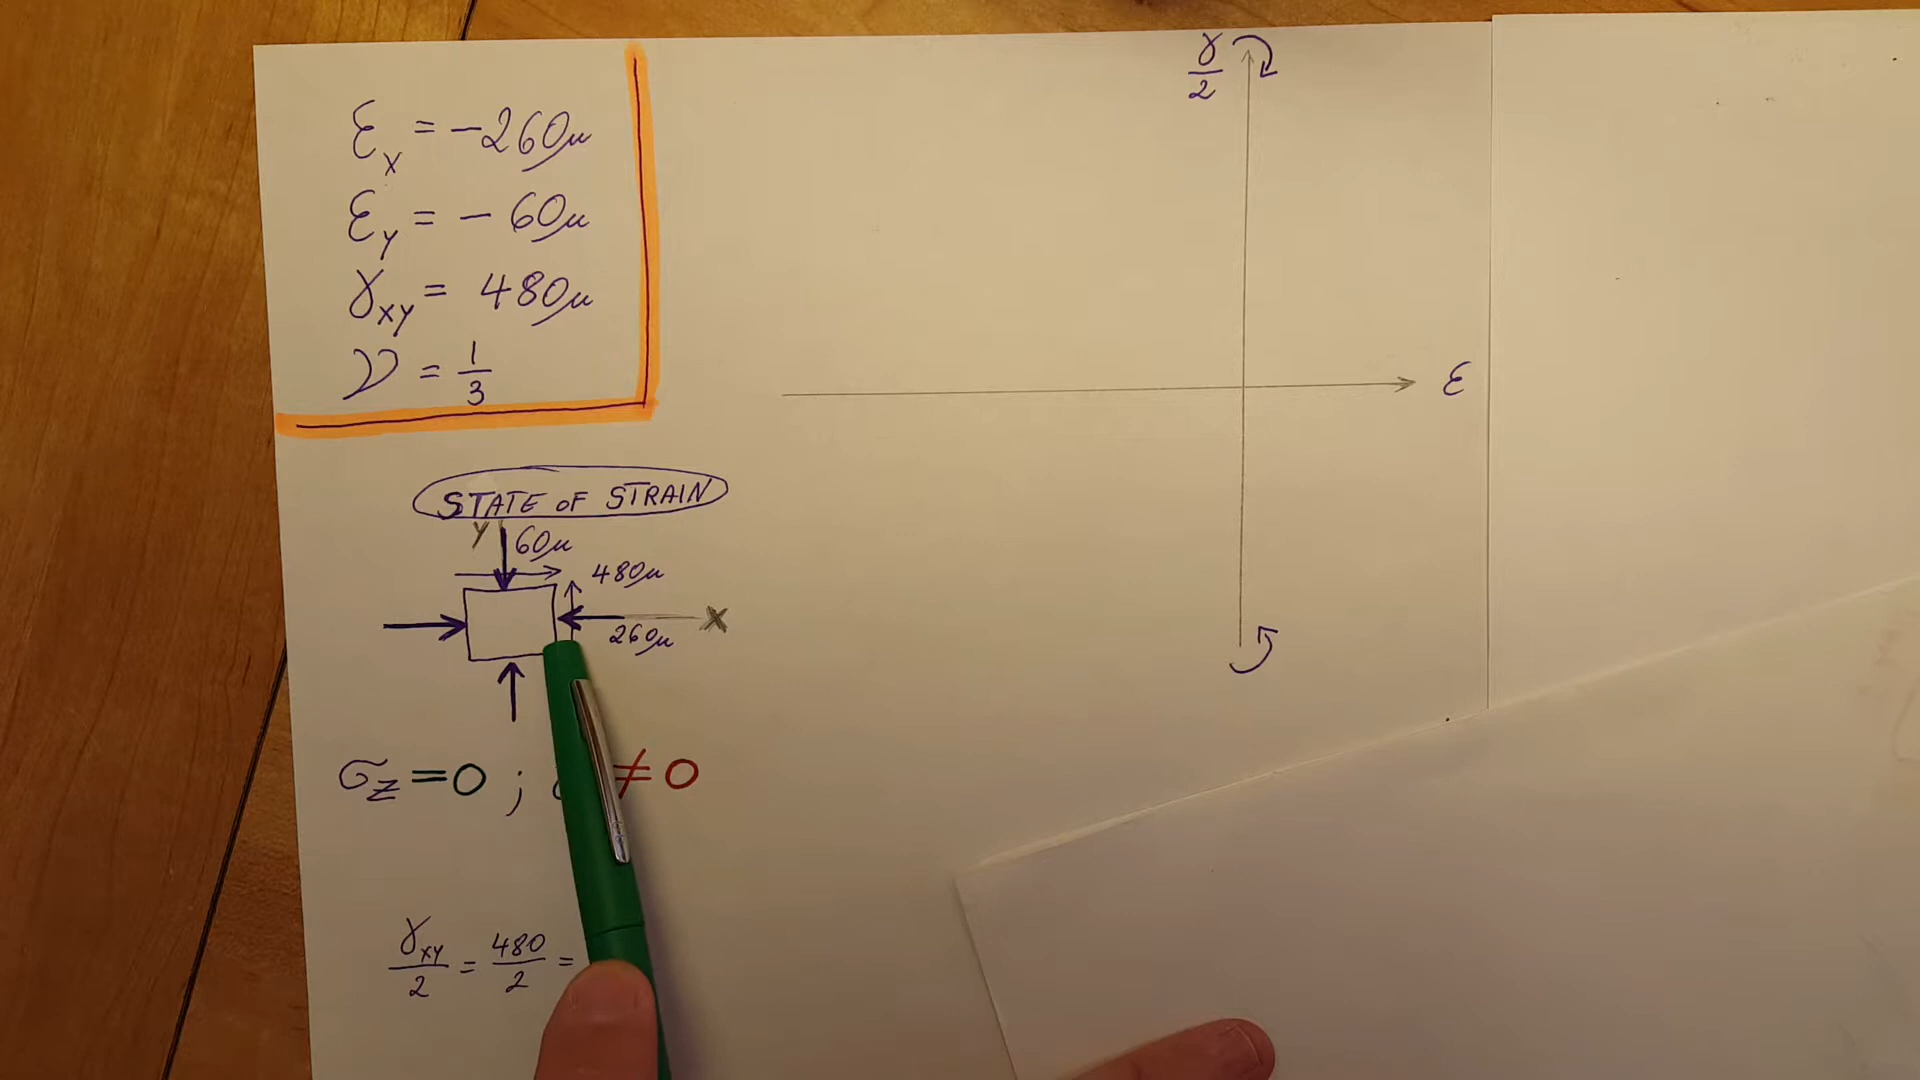 εx = -260μ
εy = - 60μ
γxy = 480μ
ν = 1/3
STATE OF STRAIN
y
60μ
480μ
260μ
x
σz = 0 ; ≠ 0
γxy/2 = 480/2 =
γ/2
ε